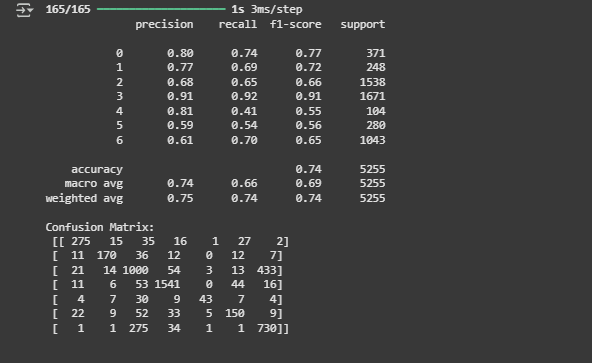 165/165 ━━━━━━━━━━━━━━━━━━━━ 1s 3ms/step
precision recall f1-score support
0 0.80 0.74 0.77 371
1 0.77 0.69 0.72 248
2 0.68 0.65 0.66 1538
3 0.91 0.92 0.91 1671
4 0.81 0.41 0.55 104
5 0.59 0.54 0.56 280
6 0.61 0.70 0.65 1043
accuracy 0.74 5255
macro avg 0.74 0.66 0.69 5255
weighted avg 0.75 0.74 0.74 5255
Confusion Matrix:
[[ 275 15 35 16 1 27 2]
[ 11 170 36 12 0 12 7]
[ 21 14 1000 54 3 13 433]
[ 11 6 53 1541 0 44 16]
[ 4 7 30 9 43 7 4]
[ 22 9 52 33 5 150 9]
[ 1 1 275 34 1 1 730]]